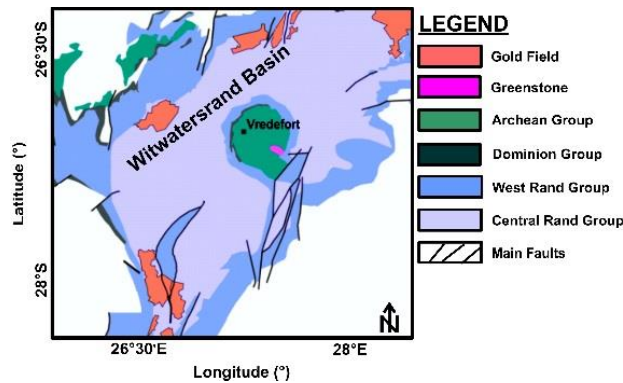 LEGEND
Gold Field
Greenstone
Archean Group
Dominion Group
West Rand Group
Central Rand Group
Main Faults
Witwatersrand Basin
Vredefort
26°30'S
28°S
Latitude (°)
26°30'E
28°E
Longitude (°)
N